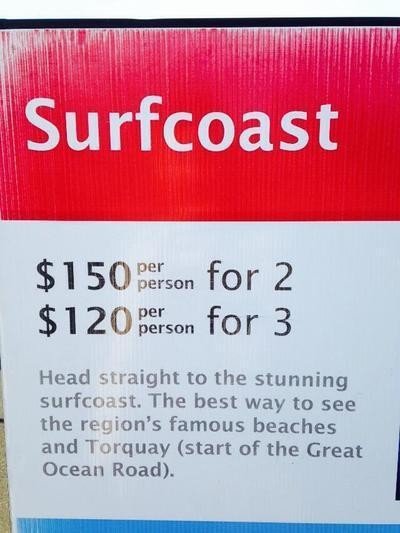 Surfcoast
$150 per person for 2
$120 per person for 3
Head straight to the stunning
surfcoast. The best way to see
the region's famous beaches
and Torquay (start of the Great
Ocean Road).